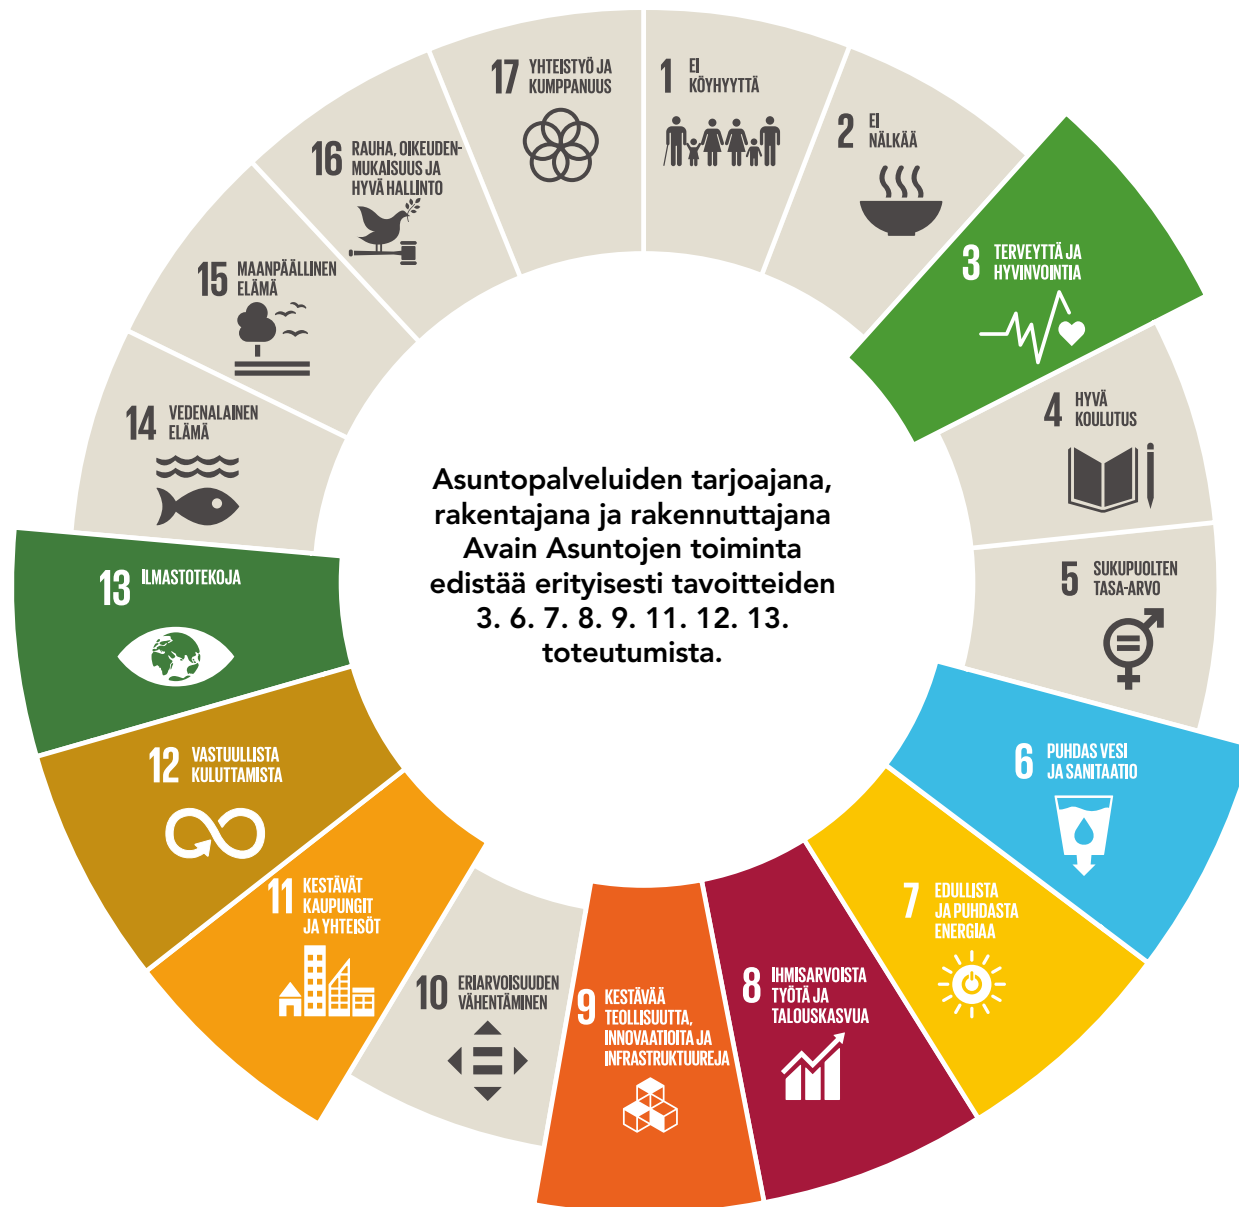 1 EI
KÖYHYYTTÄ
2 EI
NÄLKÄÄ
3 TERVEYTTÄ JA
HYVINVOINTIA
4 HYVÄ
KOULUTUS
5 SUKUPUOLTEN
TASA-ARVO
6 PUHDAS VESI
JA SANITAATIO
7 EDULLISTA
JA PUHDASTA
ENERGIAA
8 IHMISARVOISTA
TYÖTÄ JA
TALOUSKASVUA
9 KESTÄVÄÄ
TEOLLISUUTTA,
INNOVAATIOITA JA
INFRASTRUKTUUREJA
10 ERIARVOISUUDEN
VÄHENTÄMINEN
11 KESTÄVÄT
KAUPUNGIT
JA YHTEISÖT
12 VASTUULLISTA
KULUTTAMISTA
13 ILMASTOTEKOJA
14 VEDENALAINEN
ELÄMÄ
15 MAANPÄÄLLINEN
ELÄMÄ
16 RAUHA, OIKEUDEN-
MUKAISUUS JA
HYVÄ HALLINTO
17 YHTEISTYÖ JA
KUMPPANUUS
Asuntopalveluiden tarjoajana,
rakentajana ja rakennuttajana
Avain Asuntojen toiminta
edistää erityisesti tavoitteiden
3. 6. 7. 8. 9. 11. 12. 13.
toteutumista.